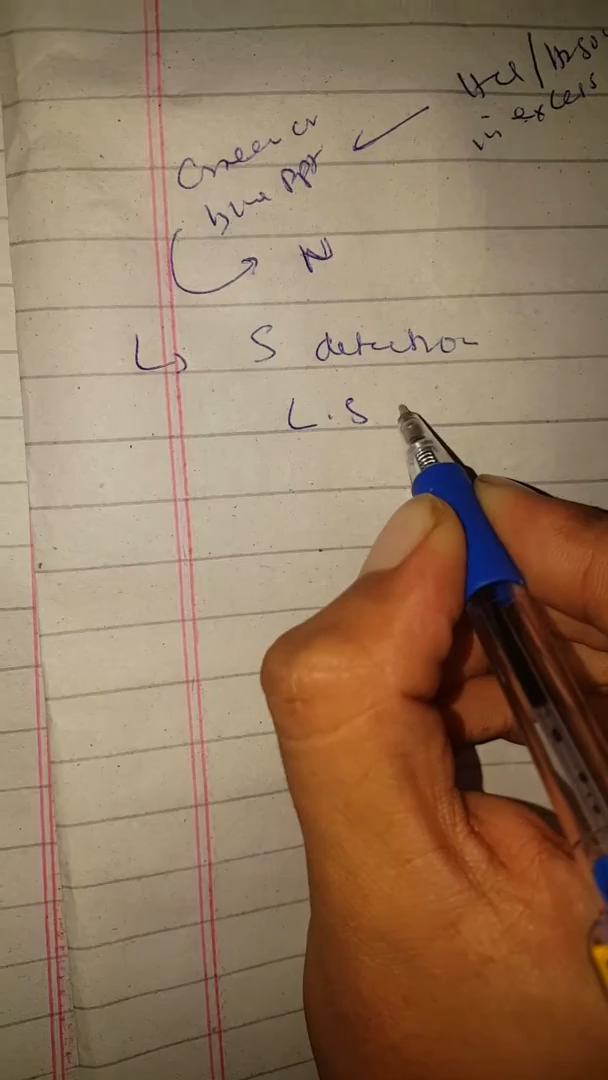 HCl/H2SO4
in excess
Green or
blue ppt
N
↳ S detection
L.S